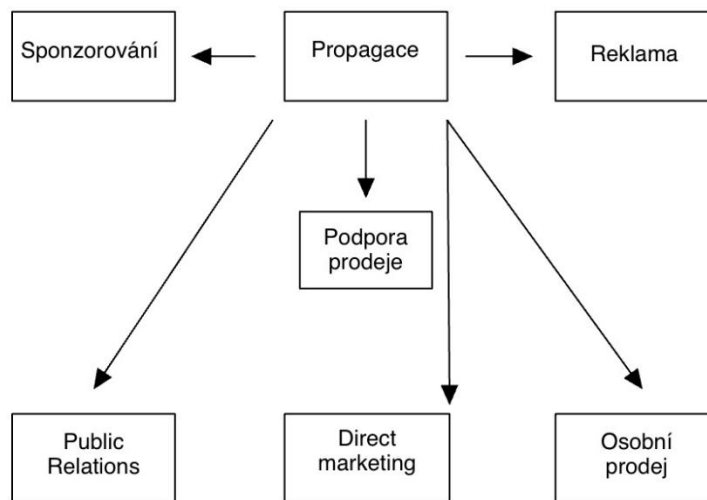 Sponzorování
Propagace
Reklama
Podpora
prodeje
Public
Relations
Direct
marketing
Osobní
prodej